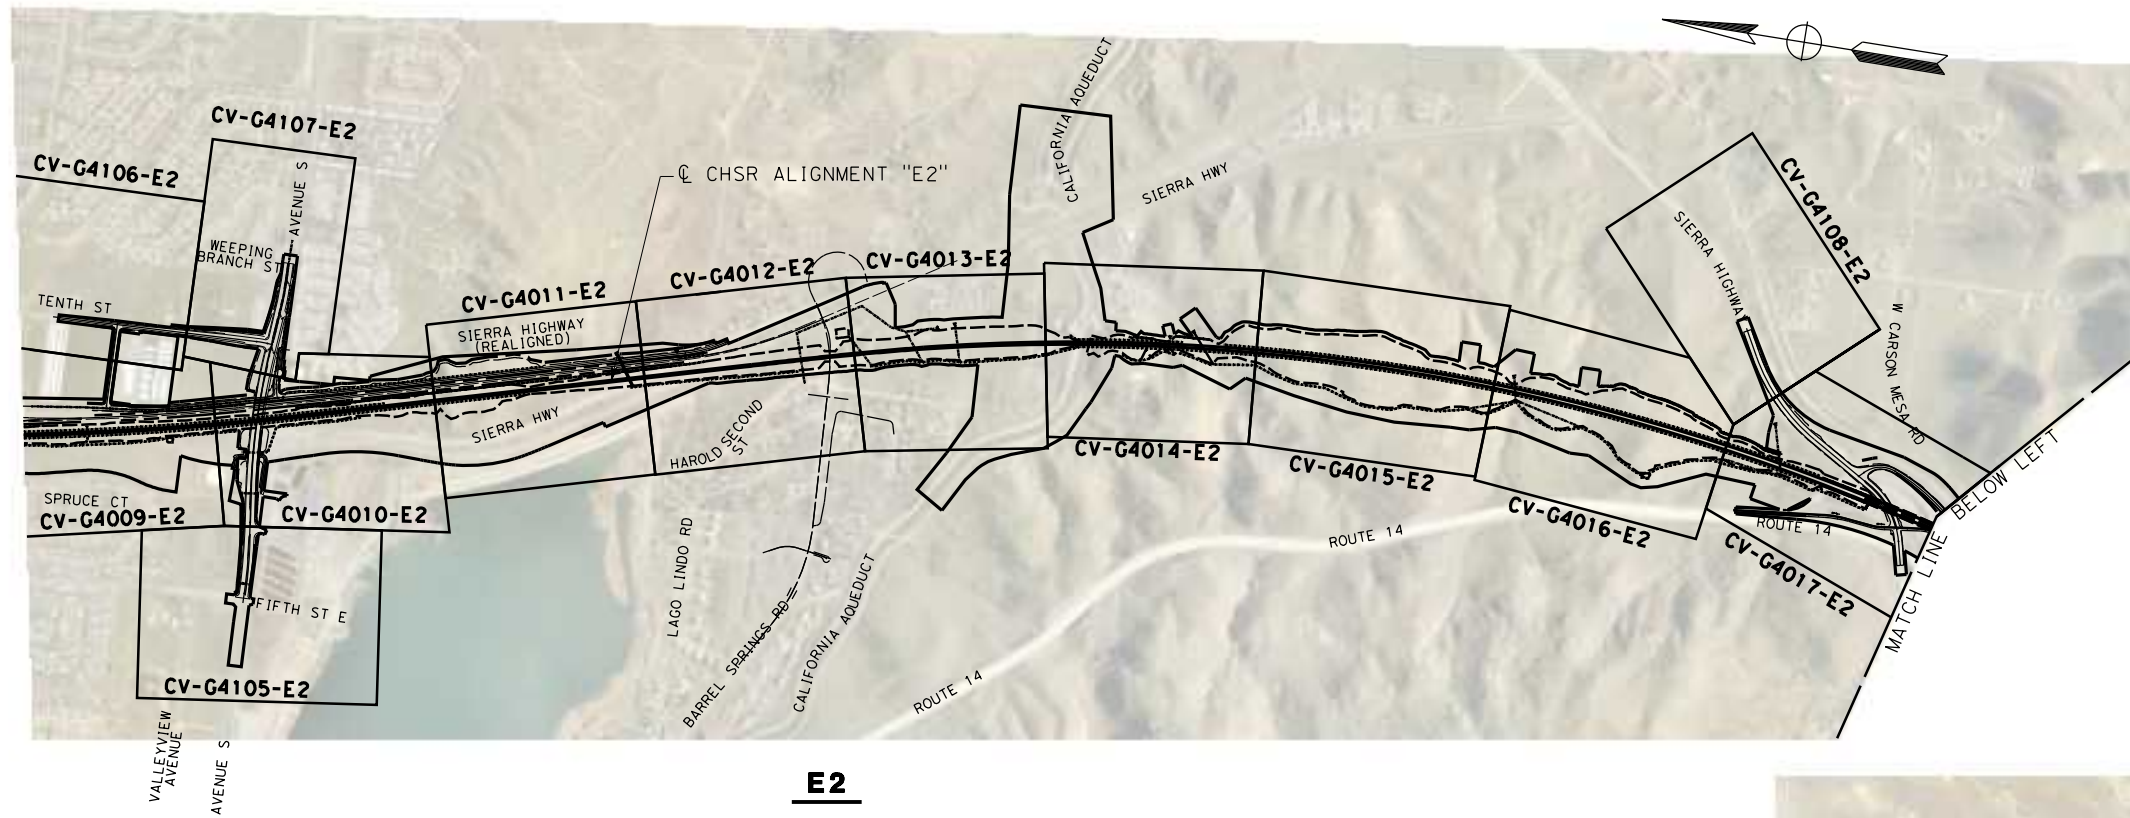 CV-G4107-E2
CV-G4106-E2
AVENUE S
WEEPING
BRANCH ST
TENTH ST
CV-G4011-E2
SIERRA HIGHWAY
(REALIGNED)
℄ CHSR ALIGNMENT "E2"
CV-G4012-E2
CV-G4013-E2
CALIFORNIA AQUEDUCT
SIERRA HWY
CV-G4108-E2
SIERRA HIGHWAY
W CARSON MESA RD
SIERRA HWY
HAROLD SECOND
ST
CV-G4014-E2
CV-G4015-E2
CV-G4016-E2
CV-G4017-E2
ROUTE 14
ROUTE 14
ROUTE 14
MATCH LINE
BELOW LEFT
SPRUCE CT
CV-G4009-E2
CV-G4010-E2
FIFTH ST E
CV-G4105-E2
LAGO LINDO RD
BARREL SPRINGS RD
CALIFORNIA AQUEDUCT
VALLEYVIEW
AVENUE
AVENUE S
E2